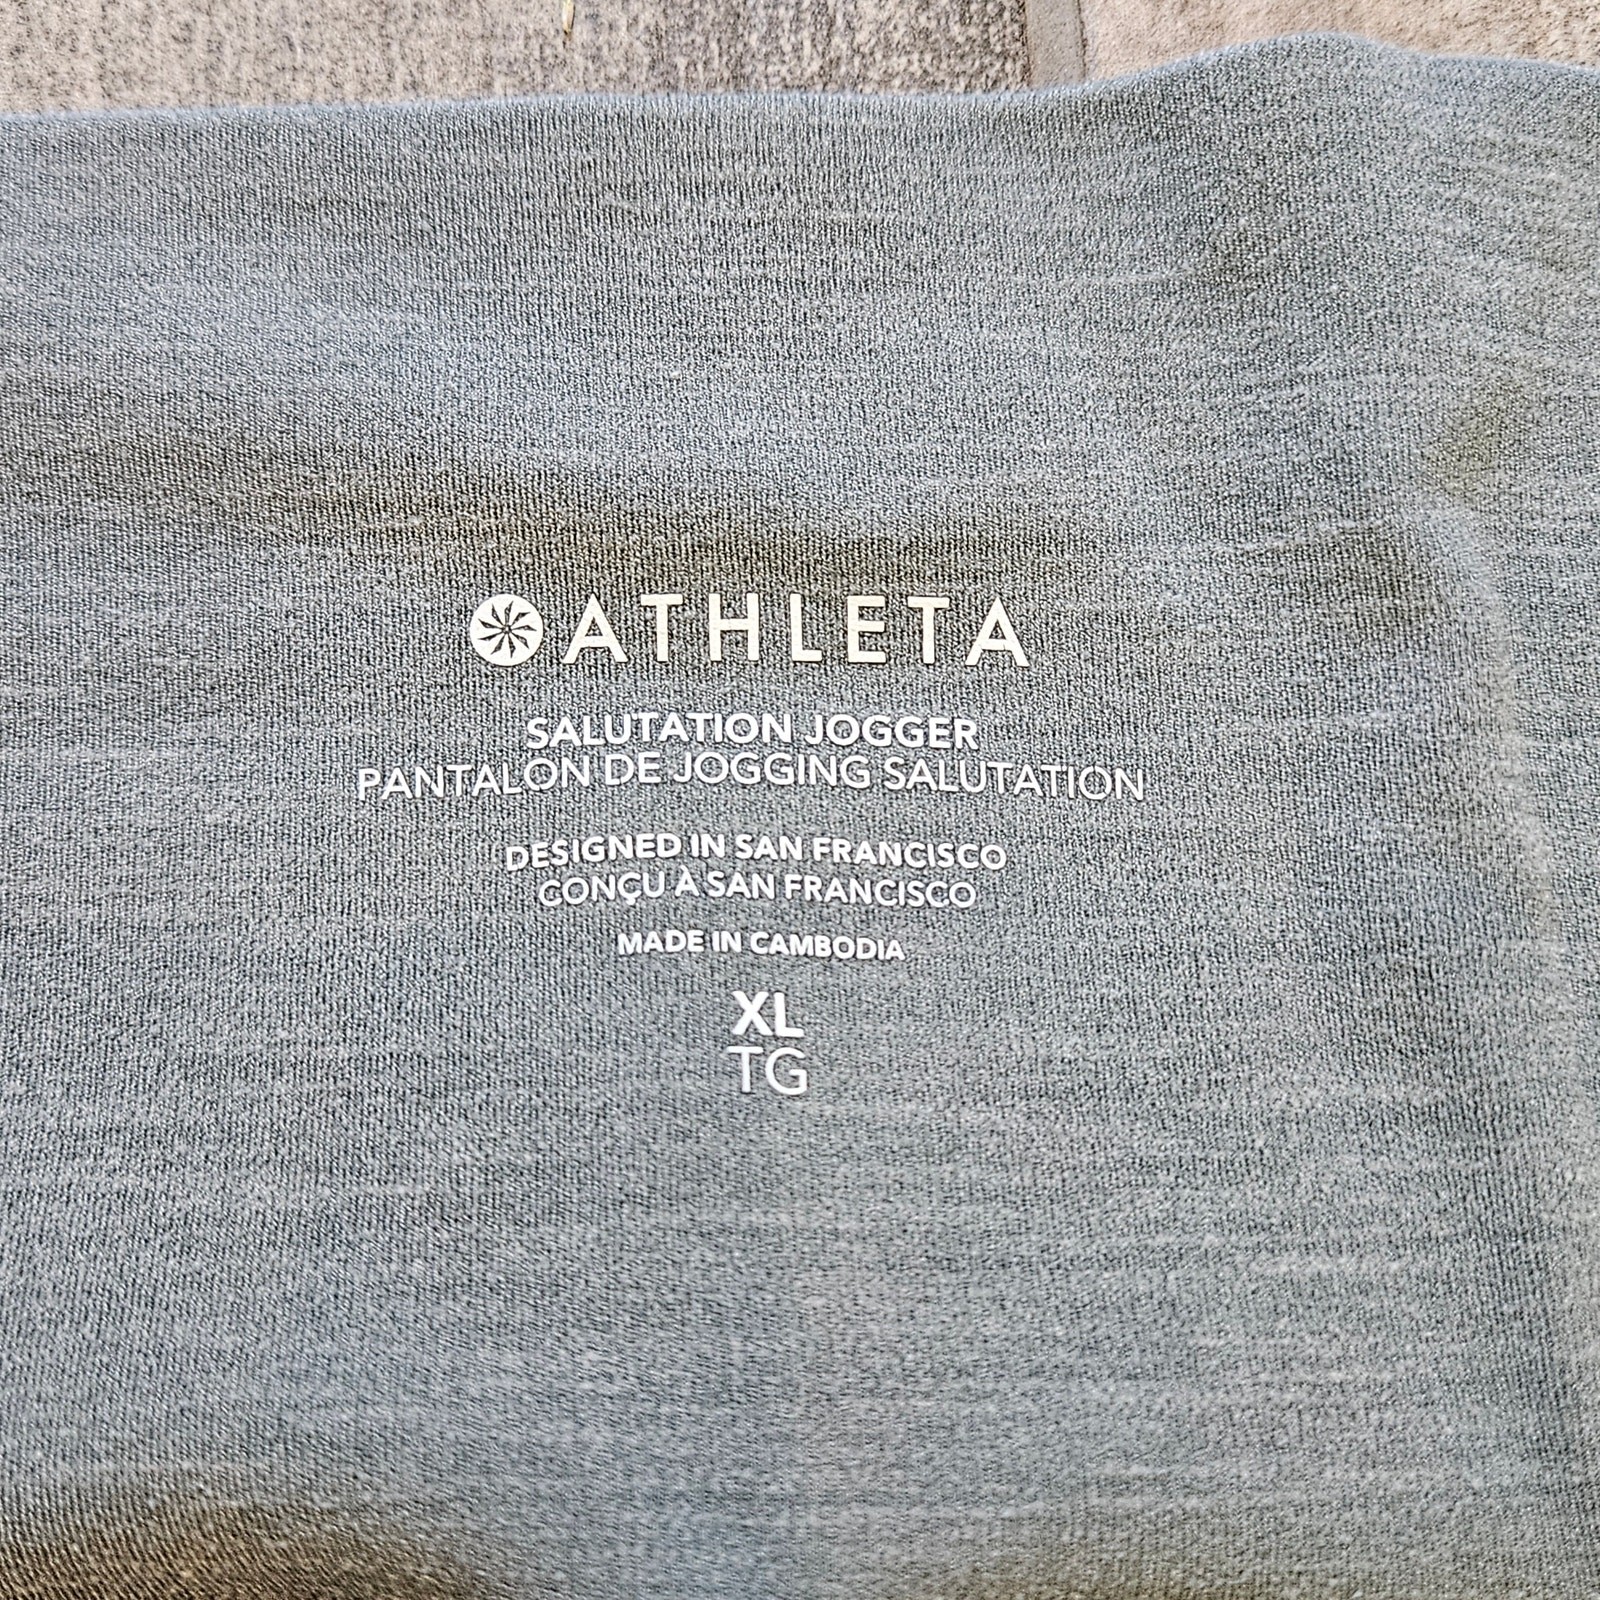 ATHLETA
SALUTATION JOGGER
PANTALON DE JOGGING SALUTATION
DESIGNED IN SAN FRANCISCO
CONÇU À SAN FRANCISCO
MADE IN CAMBODIA
XL
TG